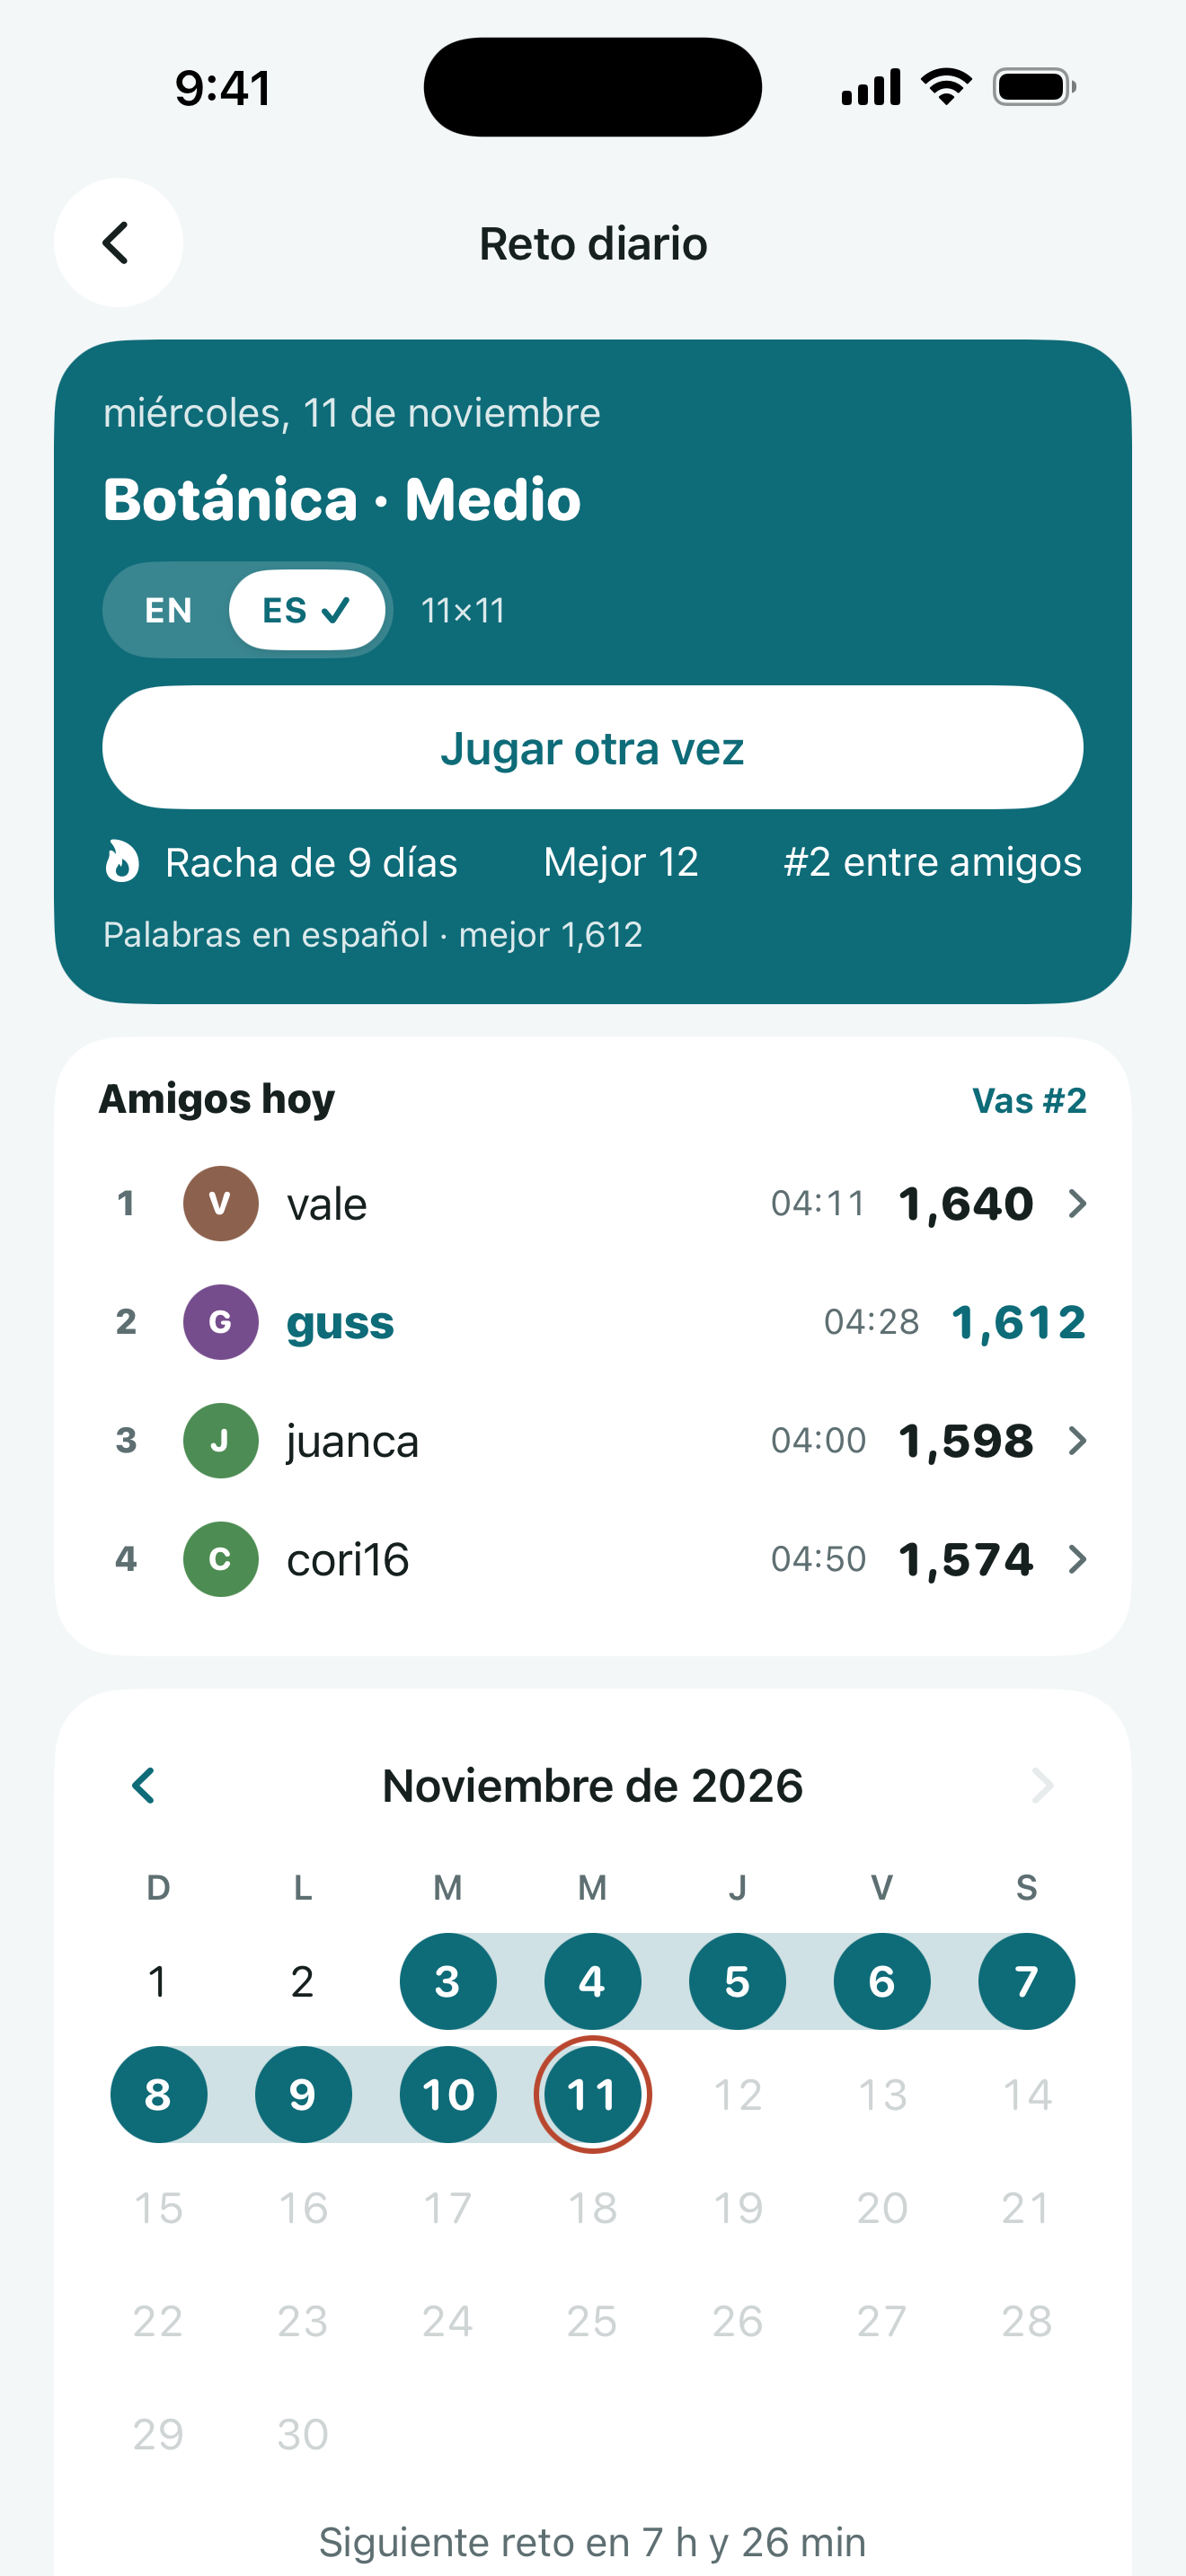 9:41
Reto diario
miércoles, 11 de noviembre
Botánica · Medio
EN ES ✓ 11×11
Jugar otra vez
Racha de 9 días Mejor 12 #2 entre amigos
Palabras en español · mejor 1,612
Amigos hoy Vas #2
1 V vale 04:11 1,640
2 G guss 04:28 1,612
3 J juanca 04:00 1,598
4 C cori16 04:50 1,574
Noviembre de 2026
D L M M J V S
1 2 3 4 5 6 7
8 9 10 11 12 13 14
15 16 17 18 19 20 21
22 23 24 25 26 27 28
29 30
Siguiente reto en 7 h y 26 min